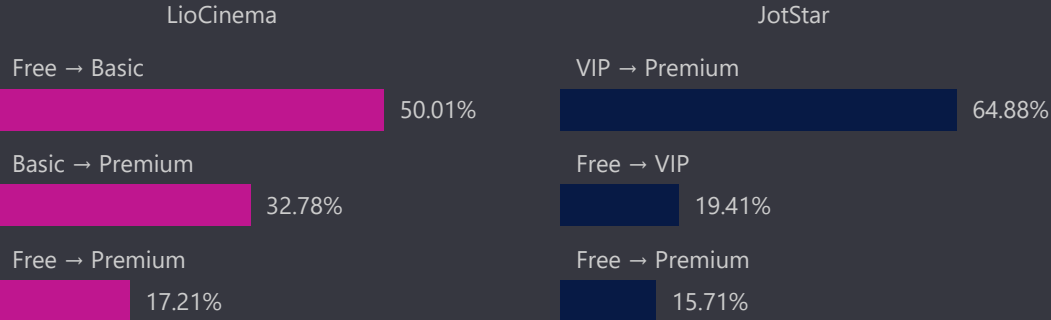 LioCinema
Free → Basic
50.01%
Basic → Premium
32.78%
Free → Premium
17.21%
JotStar
VIP → Premium
64.88%
Free → VIP
19.41%
Free → Premium
15.71%